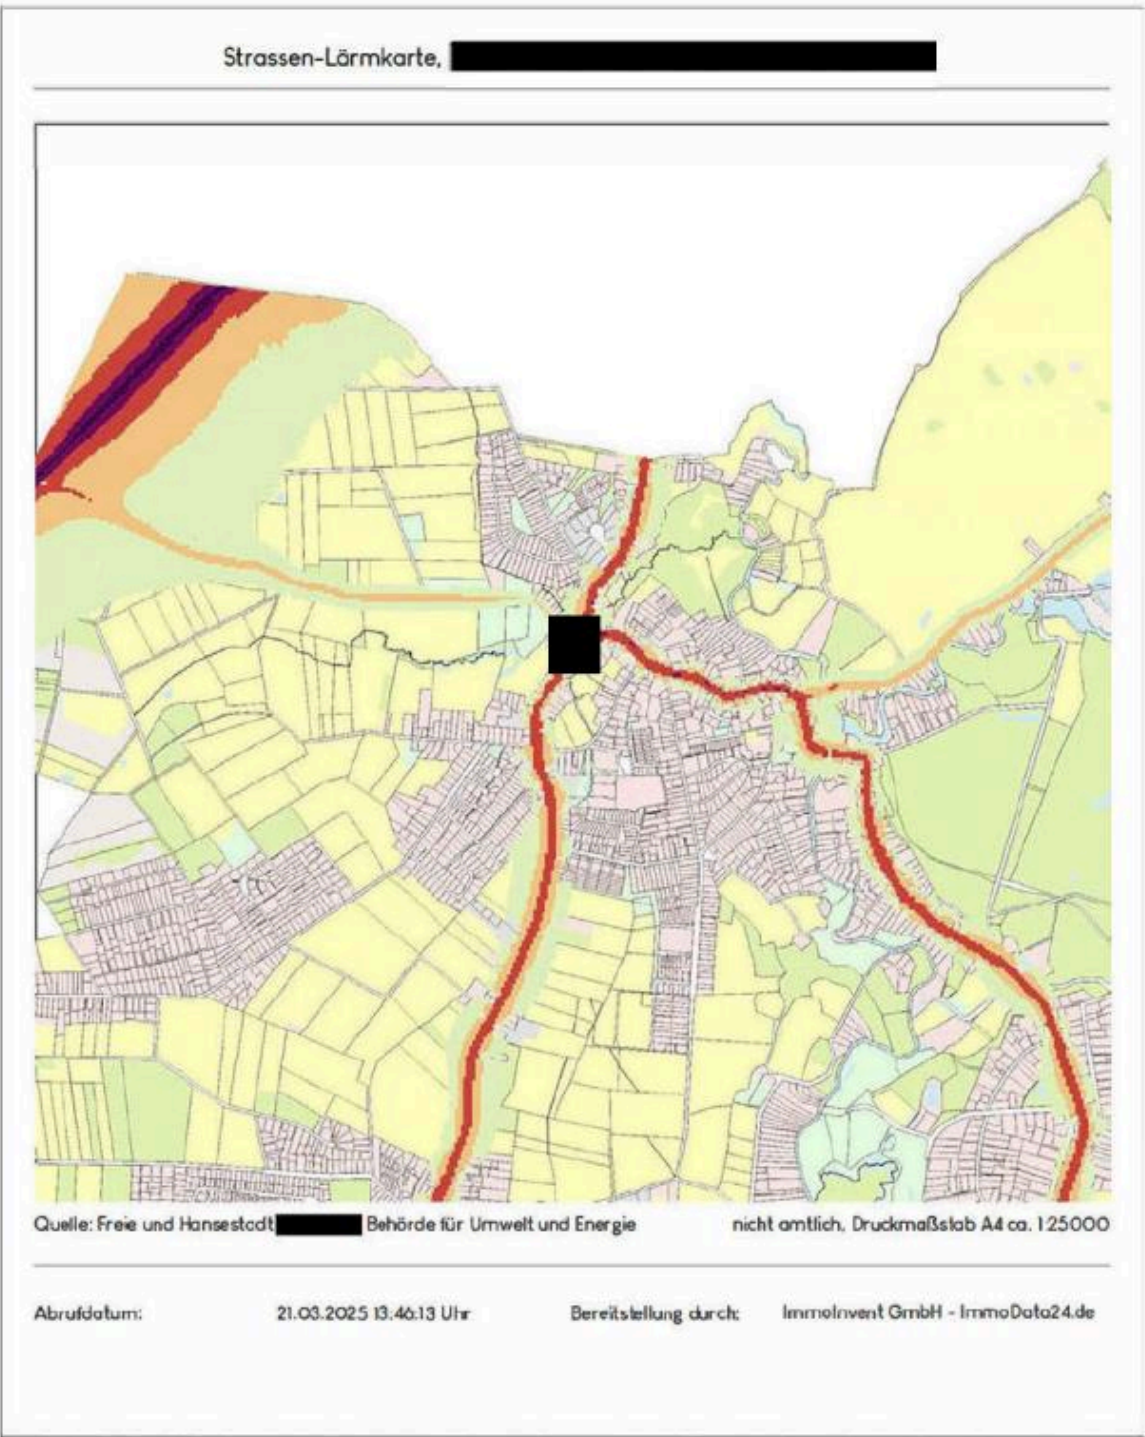 Strassen-Lärmkarte,
Quelle: Freie und Hansestadt Behörde für Umwelt und Energie nicht amtlich, Druckmaßstab A4 ca. 1:25000
Abrufdatum: 21.03.2025 13:46:13 Uhr Bereitstellung durch: ImmoInvent GmbH - ImmoData24.de